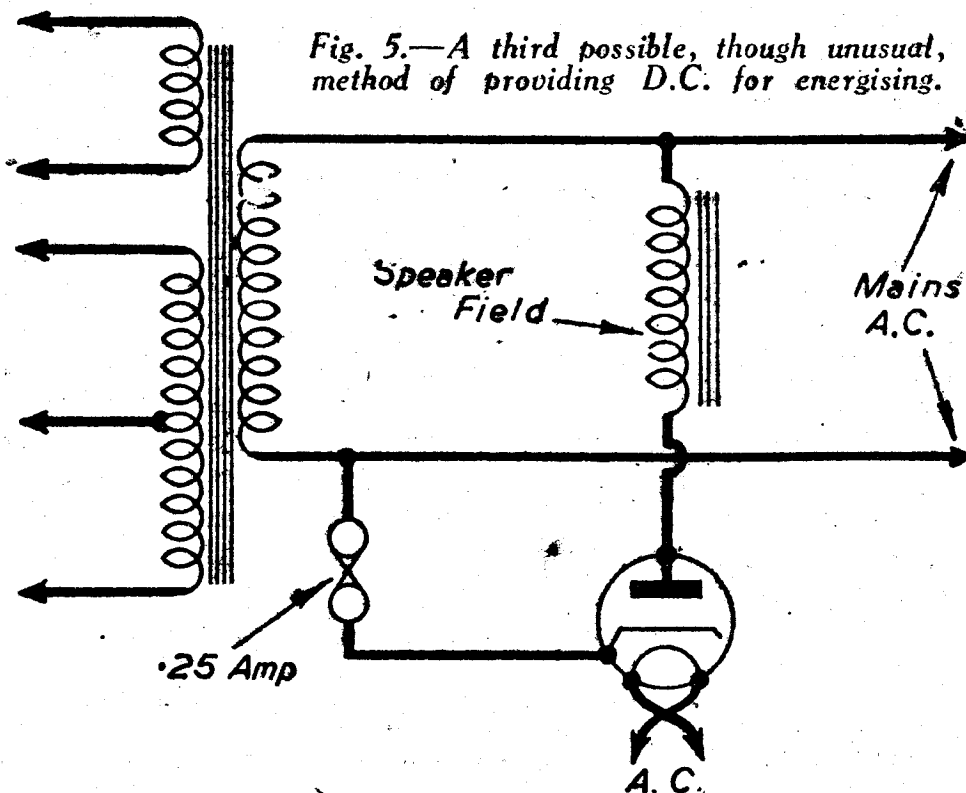 Fig. 5.—A third possible, though unusual,
method of providing D.C. for energising.
Speaker
Field
Mains
A.C.
.25 Amp
A.C.